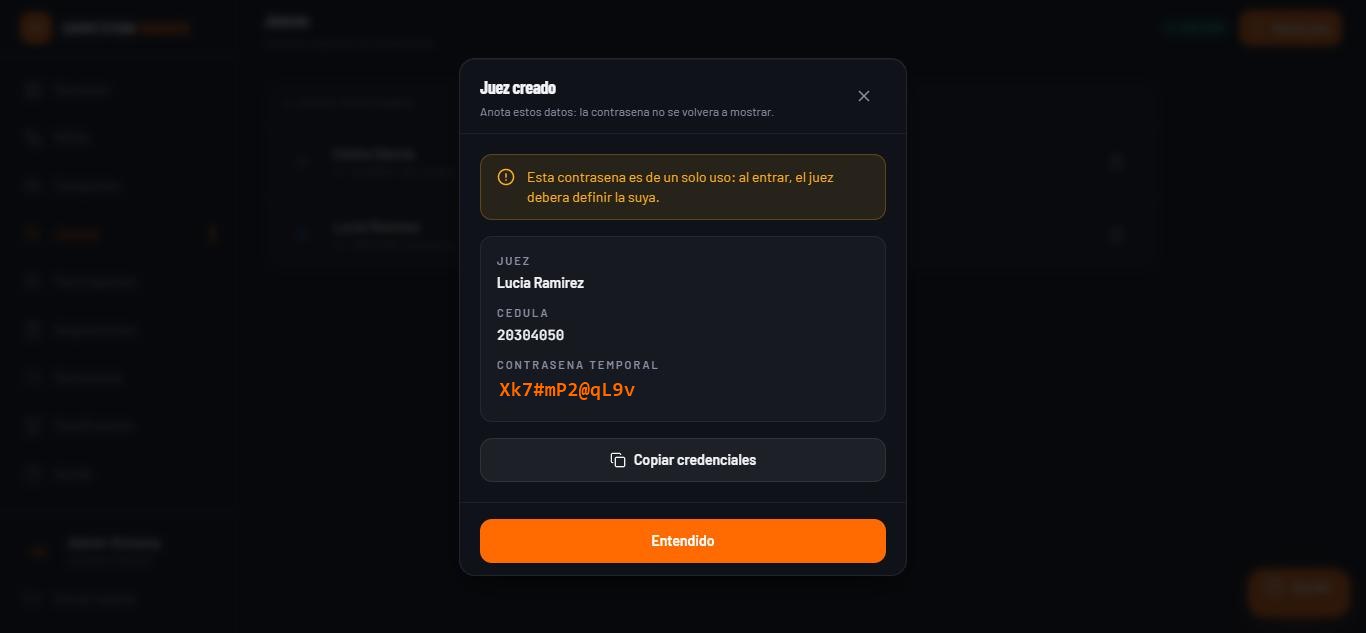 Juez creado
Anota estos datos: la contrasena no se volvera a mostrar.
Esta contrasena es de un solo uso: al entrar, el juez
debera definir la suya.
JUEZ
Lucia Ramirez
CEDULA
20304050
CONTRASENA TEMPORAL
Xk7#mP2@qL9v
Copiar credenciales
Entendido